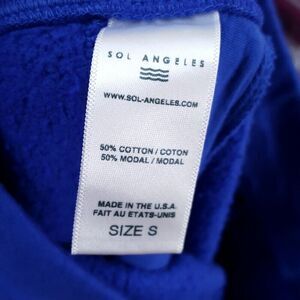 SOL ANGELES
WWW.SOL-ANGELES.COM
50% COTTON / COTON
50% MODAL / MODAL
MADE IN THE U.S.A.
FAIT AU ETATS-UNIS
SIZE S